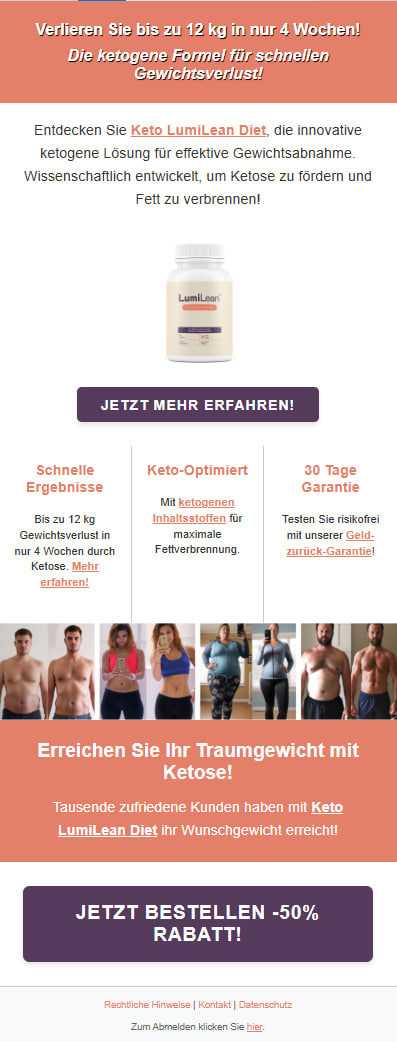 Verlieren Sie bis zu 12 kg in nur 4 Wochen!
Die ketogene Formel für schnellen
Gewichtsverlust!
Entdecken Sie Keto LumiLean Diet, die innovative
ketogene Lösung für effektive Gewichtsabnahme.
Wissenschaftlich entwickelt, um Ketose zu fördern und
Fett zu verbrennen!
LumiLean
JETZT MEHR ERFAHREN!
Schnelle
Ergebnisse
Bis zu 12 kg
Gewichtsverlust in
nur 4 Wochen durch
Ketose. Mehr
erfahren!
Keto-Optimiert
Mit ketogenen
Inhaltsstoffen für
maximale
Fettverbrennung.
30 Tage
Garantie
Testen Sie risikofrei
mit unserer Geld-
zurück-Garantie!
Erreichen Sie Ihr Traumgewicht mit
Ketose!
Tausende zufriedene Kunden haben mit Keto
LumiLean Diet ihr Wunschgewicht erreicht!
JETZT BESTELLEN -50%
RABATT!
Rechtliche Hinweise | Kontakt | Datenschutz
Zum Abmelden klicken Sie hier.